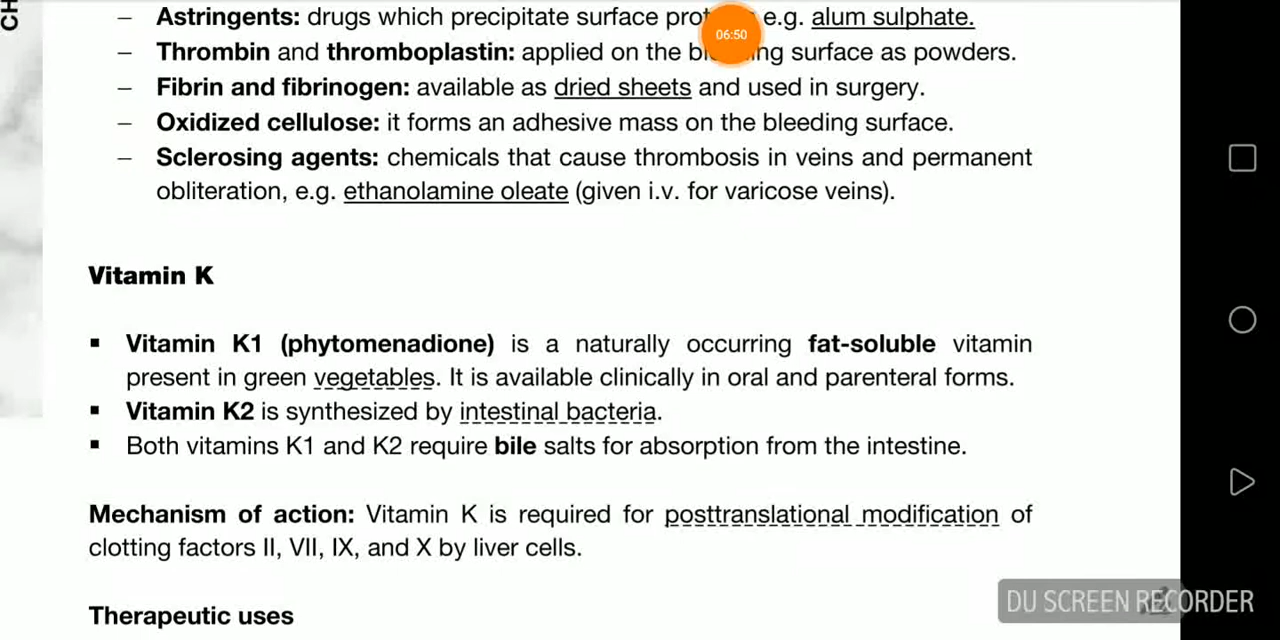 CH
– Astringents: drugs which precipitate surface e.g. alum sulphate.
06:50
– Thrombin and thromboplastin: applied on the surface as powders.
– Fibrin and fibrinogen: available as dried sheets and used in surgery.
– Oxidized cellulose: it forms an adhesive mass on the bleeding surface.
– Sclerosing agents: chemicals that cause thrombosis in veins and permanent
obliteration, e.g. ethanolamine oleate (given i.v. for varicose veins).
Vitamin K
▪ Vitamin K1 (phytomenadione) is a naturally occurring fat-soluble vitamin
present in green vegetables. It is available clinically in oral and parenteral forms.
▪ Vitamin K2 is synthesized by intestinal bacteria.
▪ Both vitamins K1 and K2 require bile salts for absorption from the intestine.
Mechanism of action: Vitamin K is required for posttranslational modification of
clotting factors II, VII, IX, and X by liver cells.
Therapeutic uses
DU SCREEN RECORDER